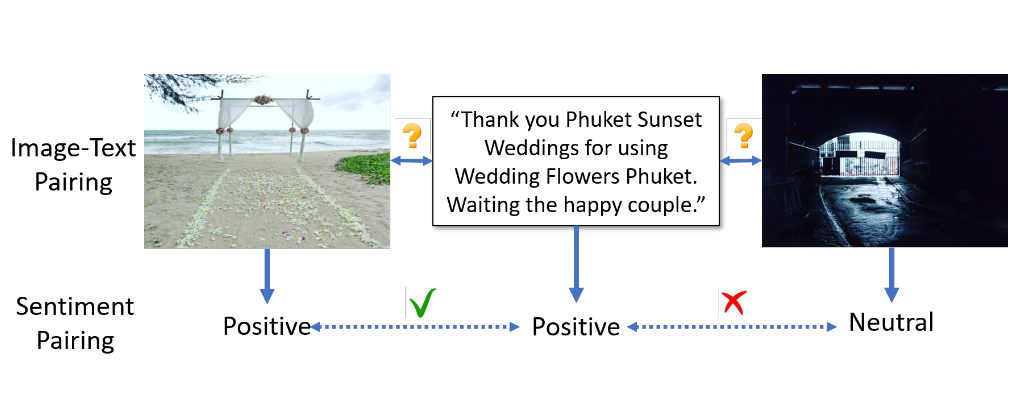 Image-Text
Pairing
?
“Thank you Phuket Sunset
Weddings for using
Wedding Flowers Phuket.
Waiting the happy couple.”
?
Sentiment
Pairing
Positive
Positive
Neutral